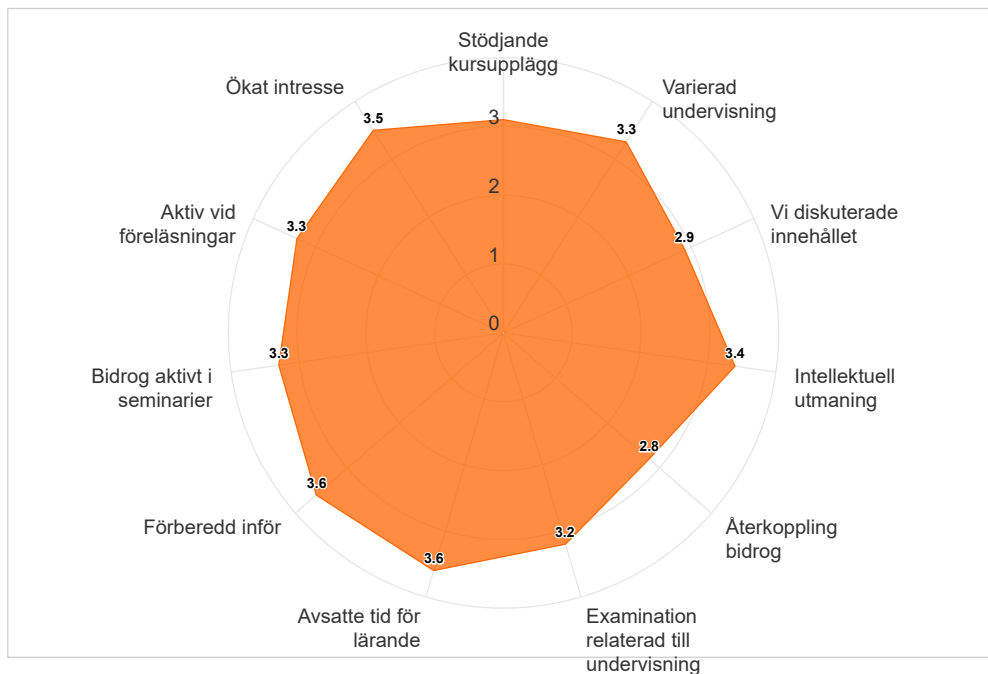 Stödjande
kursupplägg
Varierad
undervisning
Vi diskuterade
innehållet
Intellektuell
utmaning
Återkoppling
bidrog
Examination
relaterad till
undervisning
Avsatte tid för
lärande
Förberedd inför
Bidrog aktivt i
seminarier
Aktiv vid
föreläsningar
Ökat intresse
3
2
1
0
3.3
2.9
3.4
2.8
3.2
3.6
3.6
3.3
3.3
3.5